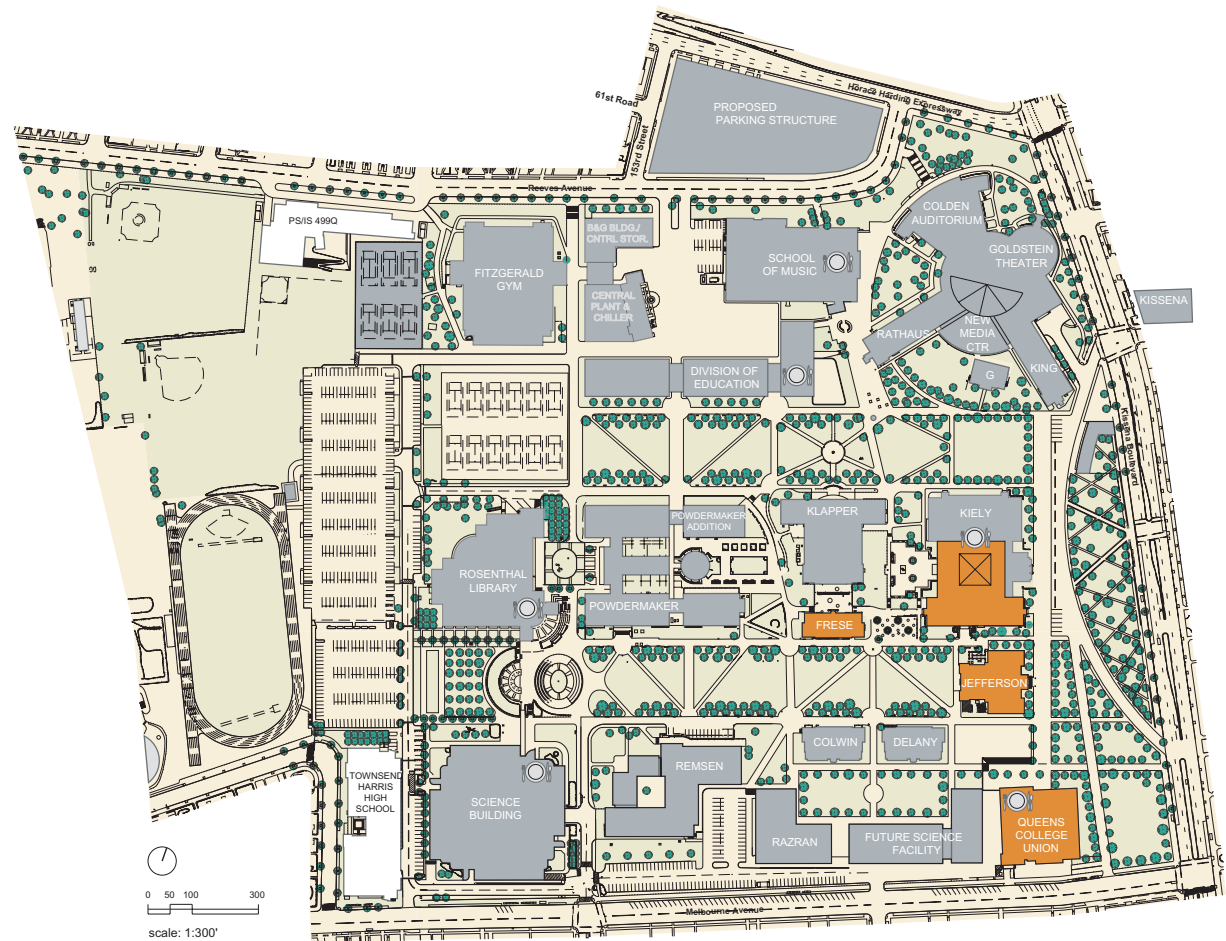 61st Road
153rd Street
Horace Harding Expressway
PROPOSED
PARKING STRUCTURE
Reeves Avenue
PS/IS 499Q
FITZGERALD
GYM
B&G BLDG./
CNTRL STOR.
CENTRAL
PLANT &
CHILLER
SCHOOL
OF MUSIC
COLDEN
AUDITORIUM
GOLDSTEIN
THEATER
KISSENA
RATHAUS
NEW
MEDIA
CTR
G
KING
DIVISION OF
EDUCATION
Kissena Boulevard
ROSENTHAL
LIBRARY
POWDERMAKER
ADDITION
POWDERMAKER
KLAPPER
KIELY
FRESE
JEFFERSON
COLWIN
DELANY
REMSEN
TOWNSEND
HARRIS
HIGH
SCHOOL
SCIENCE
BUILDING
RAZRAN
FUTURE SCIENCE
FACILITY
QUEENS
COLLEGE
UNION
Melbourne Avenue
0 50 100 300
scale: 1:300'